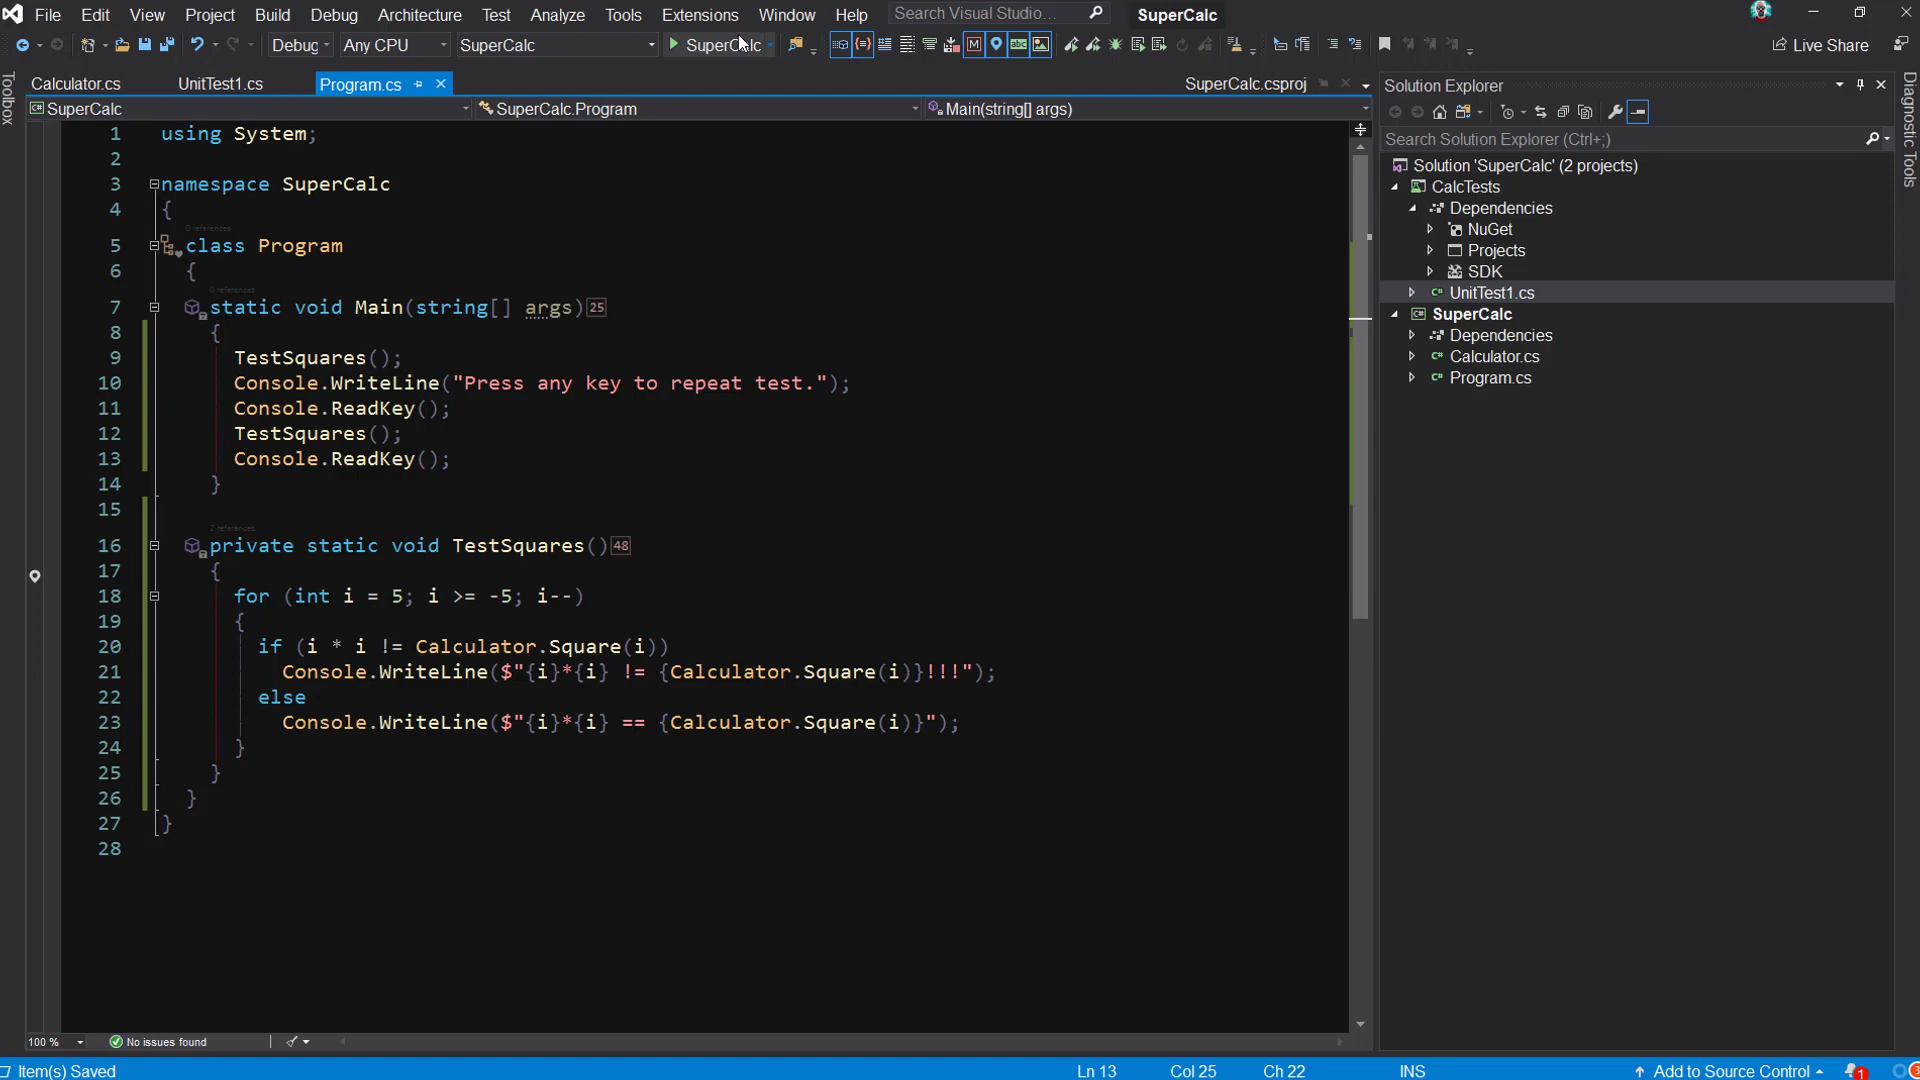 File Edit View Project Build Debug Architecture Test Analyze Tools Extensions Window Help Search Visual Studio... SuperCalc
Debug Any CPU SuperCalc SuperCalc Live Share
Toolbox
Calculator.cs UnitTest1.cs Program.cs SuperCalc.csproj
SuperCalc SuperCalc.Program Main(string[] args)
1 using System;
2
3 namespace SuperCalc
4 {
0 references
5 class Program
6 {
0 references
7 static void Main(string[] args) 25
8 {
9 TestSquares();
10 Console.WriteLine("Press any key to repeat test.");
11 Console.ReadKey();
12 TestSquares();
13 Console.ReadKey();
14 }
15
2 references
16 private static void TestSquares() 48
17 {
18 for (int i = 5; i >= -5; i--)
19 {
20 if (i * i != Calculator.Square(i))
21 Console.WriteLine($"{i}*{i} != {Calculator.Square(i)}!!!");
22 else
23 Console.WriteLine($"{i}*{i} == {Calculator.Square(i)}");
24 }
25 }
26 }
27 }
28
100 % No issues found
Solution Explorer
Search Solution Explorer (Ctrl+;)
Solution 'SuperCalc' (2 projects)
CalcTests
Dependencies
NuGet
Projects
SDK
UnitTest1.cs
SuperCalc
Dependencies
Calculator.cs
Program.cs
Diagnostic Tools
Item(s) Saved Ln 13 Col 25 Ch 22 INS Add to Source Control 1